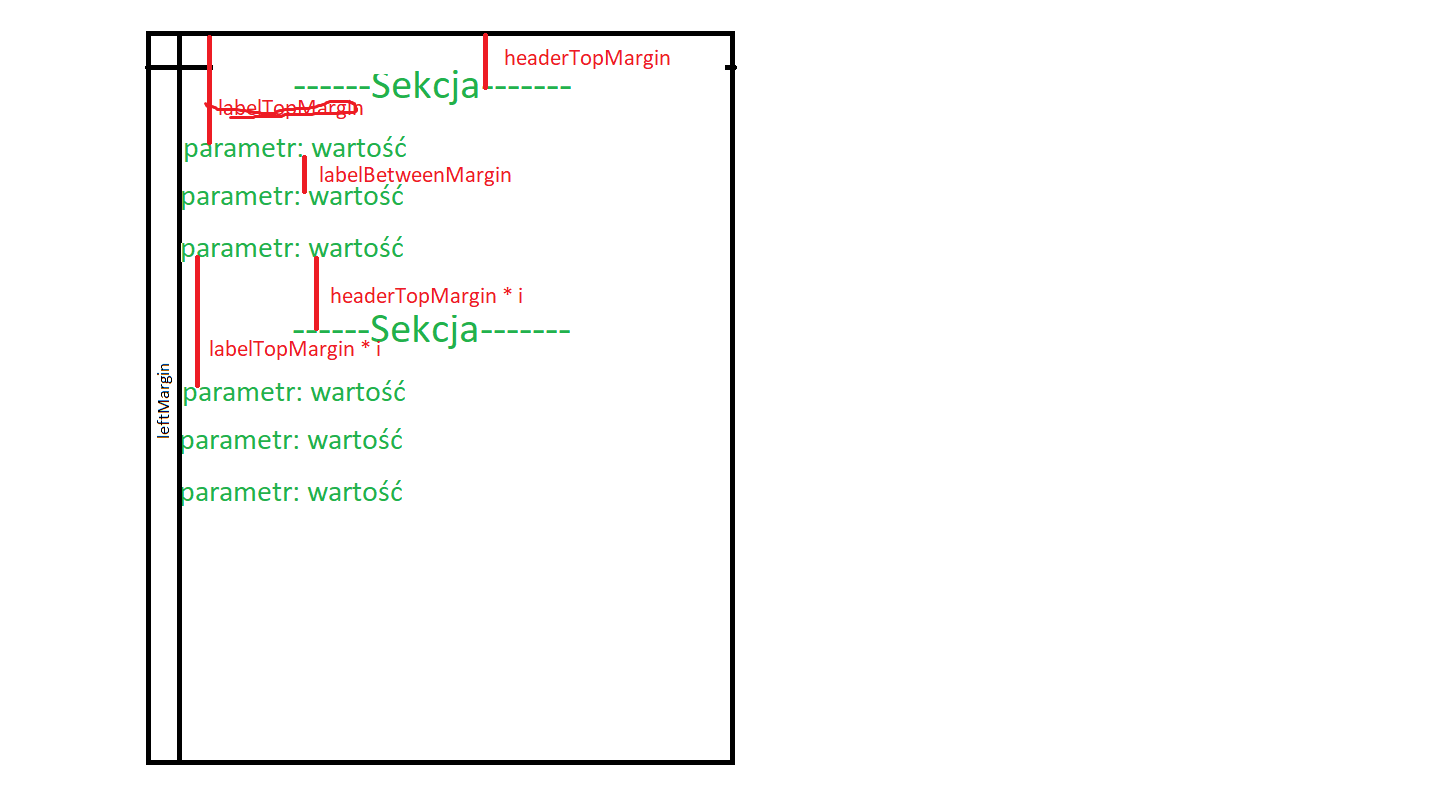 headerTopMargin
------Sekcja-------
labelTopMargin
parametr: wartość
labelBetweenMargin
parametr: wartość
parametr: wartość
headerTopMargin * i
------Sekcja-------
labelTopMargin * i
leftMargin
parametr: wartość
parametr: wartość
parametr: wartość